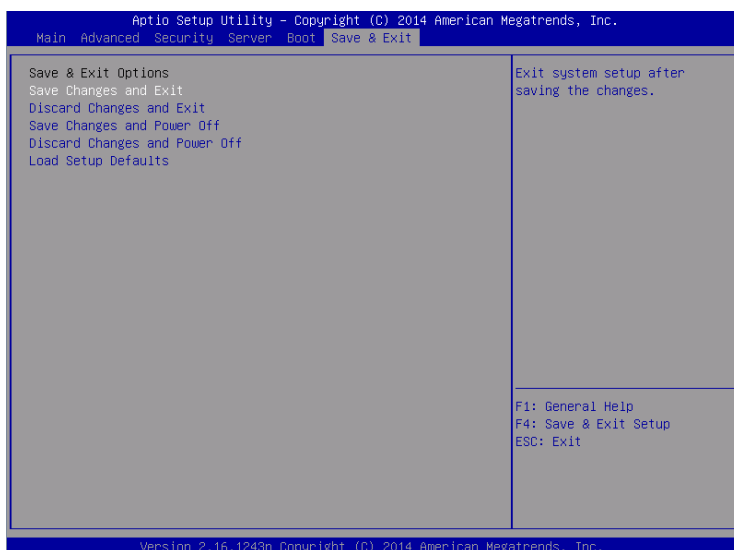 Aptio Setup Utility – Copyright (C) 2014 American Megatrends, Inc.
Main Advanced Security Server Boot Save & Exit
Save & Exit Options
Save Changes and Exit
Discard Changes and Exit
Save Changes and Power Off
Discard Changes and Power Off
Load Setup Defaults
Exit system setup after
saving the changes.
F1: General Help
F4: Save & Exit Setup
ESC: Exit
Version 2.16.1243n Copyright (C) 2014 American Megatrends, Inc.